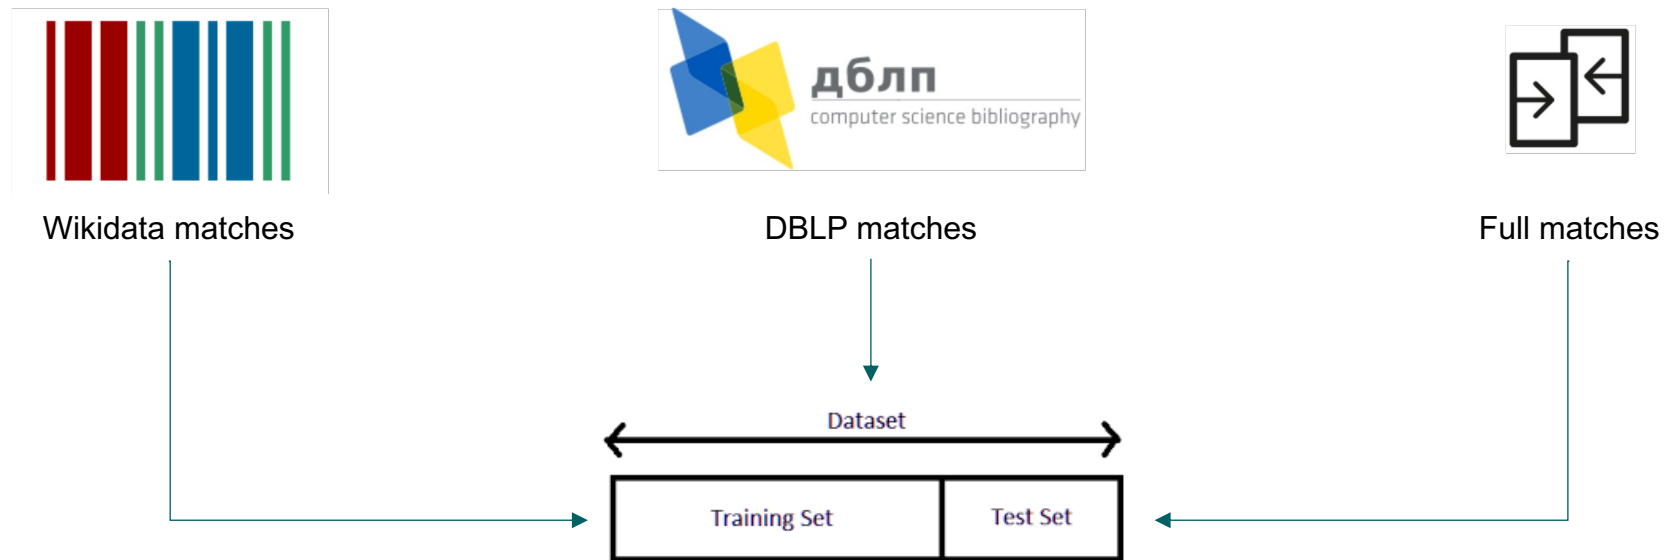 дблп
computer science bibliography
Wikidata matches
DBLP matches
Full matches
Dataset
Training Set
Test Set